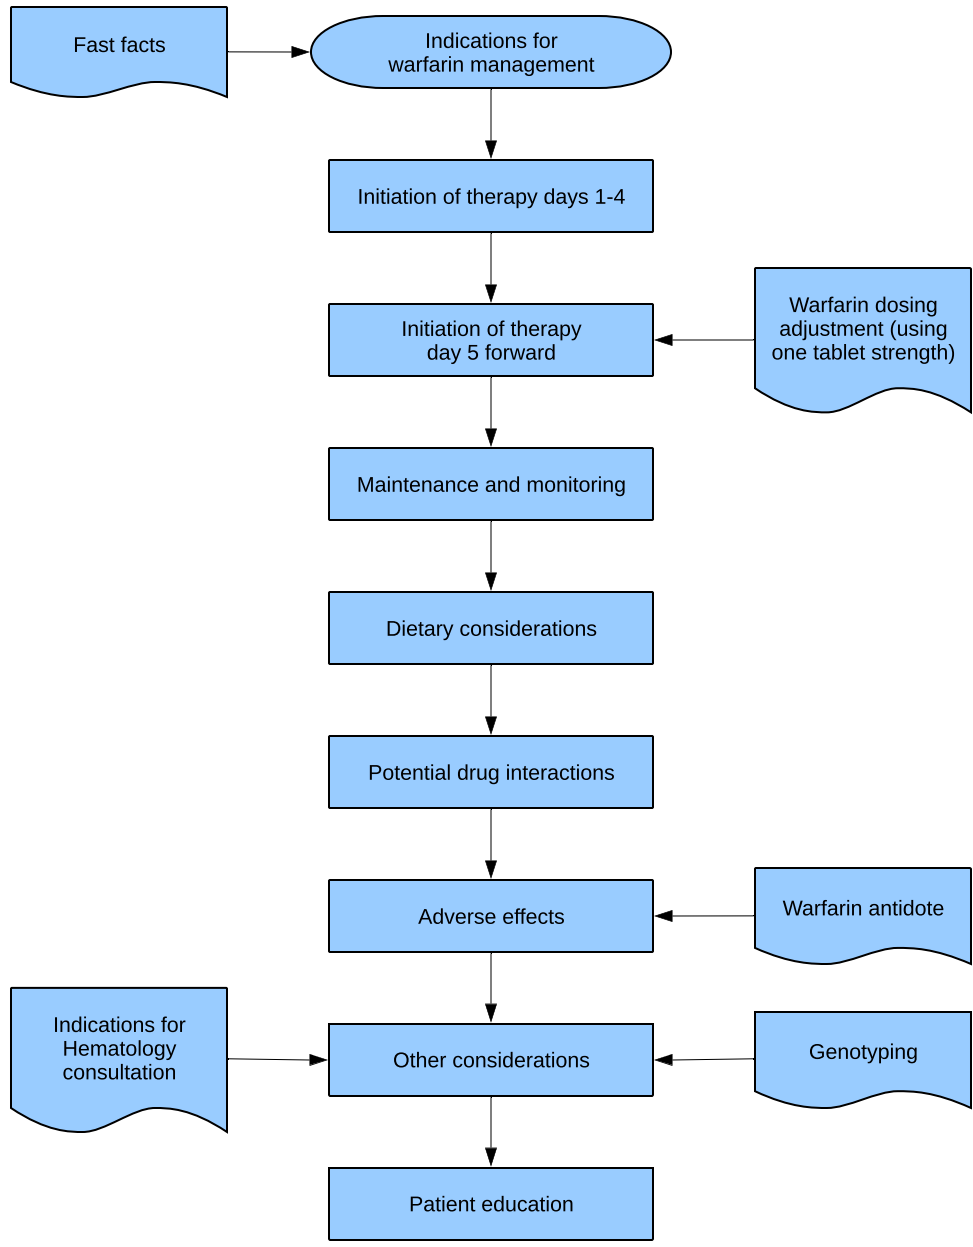 Fast facts
Indications for
warfarin management
Initiation of therapy days 1-4
Initiation of therapy
day 5 forward
Warfarin dosing
adjustment (using
one tablet strength)
Maintenance and monitoring
Dietary considerations
Potential drug interactions
Adverse effects
Warfarin antidote
Indications for
Hematology
consultation
Other considerations
Genotyping
Patient education